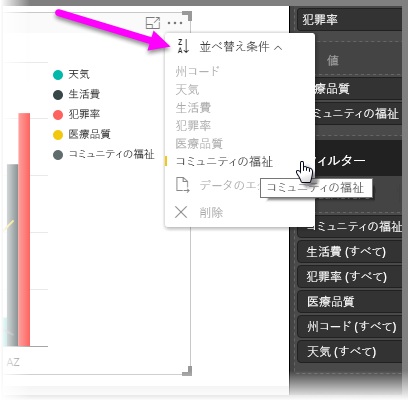 天気
生活費
犯罪率
医療品質
コミュニティの福祉
AZ
並べ替え条件
州コード
天気
生活費
犯罪率
医療品質
コミュニティの福祉
データのエ
コミュニティの福祉
削除
犯罪率
値
療品質
ミュニティの福祉
フィルター
コミュニティの福祉
生活費 (すべて)
犯罪率 (すべて)
医療品質
州コード (すべて)
天気 (すべて)